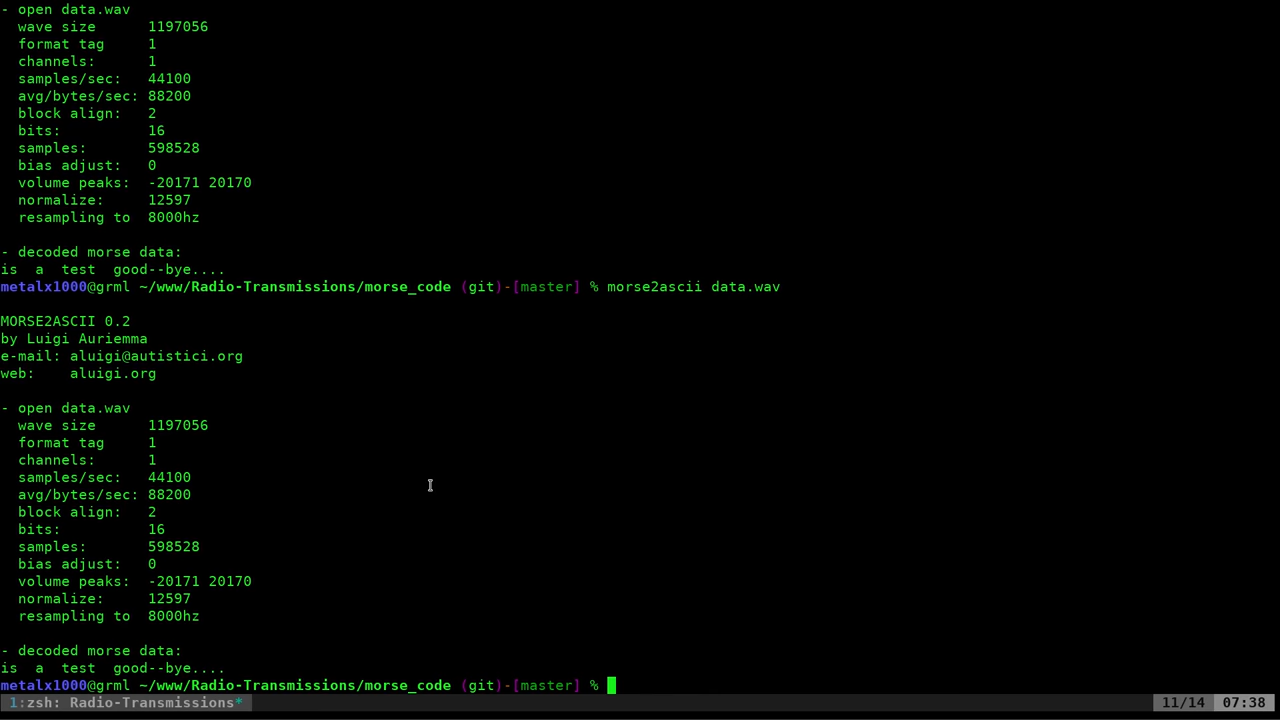 - open data.wav
  wave size      1197056
  format tag     1
  channels:      1
  samples/sec:   44100
  avg/bytes/sec: 88200
  block align:   2
  bits:          16
  samples:       598528
  bias adjust:   0
  volume peaks:  -20171 20170
  normalize:     12597
  resampling to  8000hz

- decoded morse data:
is  a  test  good--bye....
metalx1000@grml ~/www/Radio-Transmissions/morse_code (git)-[master] % morse2ascii data.wav

MORSE2ASCII 0.2
by Luigi Auriemma
e-mail: aluigi@autistici.org
web:    aluigi.org

- open data.wav
  wave size      1197056
  format tag     1
  channels:      1
  samples/sec:   44100
  avg/bytes/sec: 88200
  block align:   2
  bits:          16
  samples:       598528
  bias adjust:   0
  volume peaks:  -20171 20170
  normalize:     12597
  resampling to  8000hz

- decoded morse data:
is  a  test  good--bye....
metalx1000@grml ~/www/Radio-Transmissions/morse_code (git)-[master] %
1:zsh: Radio-Transmissions* 11/14 07:38